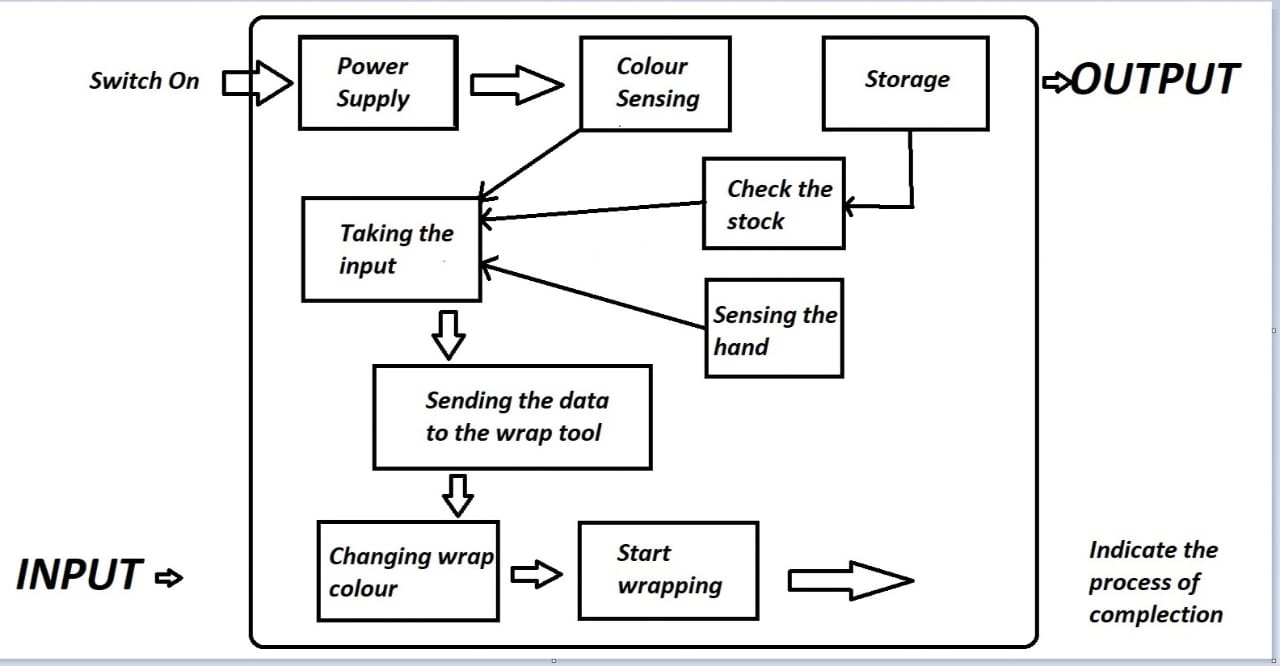 Switch On
Power
Supply
Colour
Sensing
Storage
OUTPUT
Check the
stock
Taking the
input
Sensing the
hand
Sending the data
to the wrap tool
INPUT
Changing wrap
colour
Start
wrapping
Indicate the
process of
complection